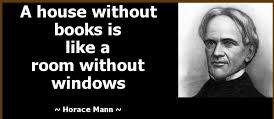 A house without
books is
like a
room without
windows
~ Horace Mann ~